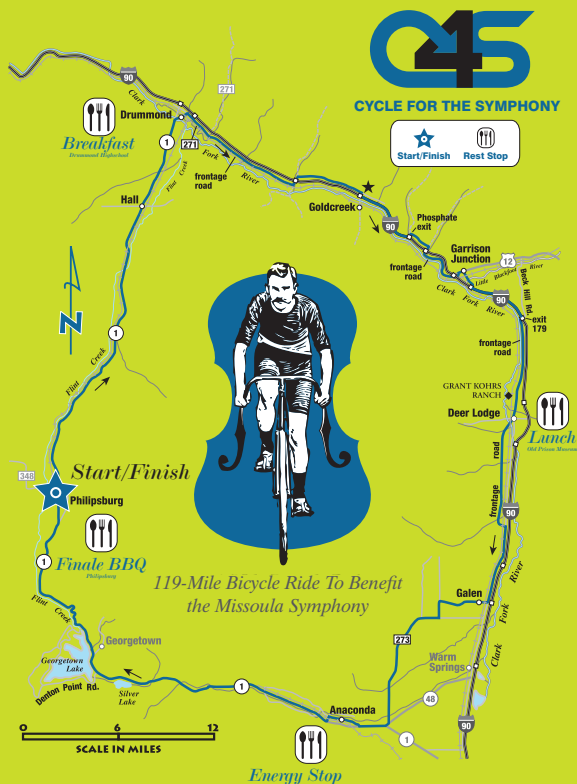 C4S
CYCLE FOR THE SYMPHONY
Start/Finish
Rest Stop
90
Clark
271
Drummond
Breakfast
1
271
Fork
River
frontage
road
Flint
Creek
Hall
Goldcreek
90
Phosphate
exit
Garrison
Junction
12
frontage
road
Little Blackfoot River
Clark Fork River
90
Beck Hill Rd.
exit
179
frontage
road
GRANT KOHRS
RANCH
Deer Lodge
Lunch
Old Prison Museum
frontage road
90
N
1
Flint Creek
348
Start/Finish
Philipsburg
Finale BBQ
Philipsburg
1
Flint
Creek
119-Mile Bicycle Ride To Benefit
the Missoula Symphony
Galen
Clark Fork River
273
Georgetown
Georgetown
Lake
Denton Point Rd.
Silver
Lake
Warm
Springs
1
48
Anaconda
1
90
0 6 12
SCALE IN MILES
Energy Stop